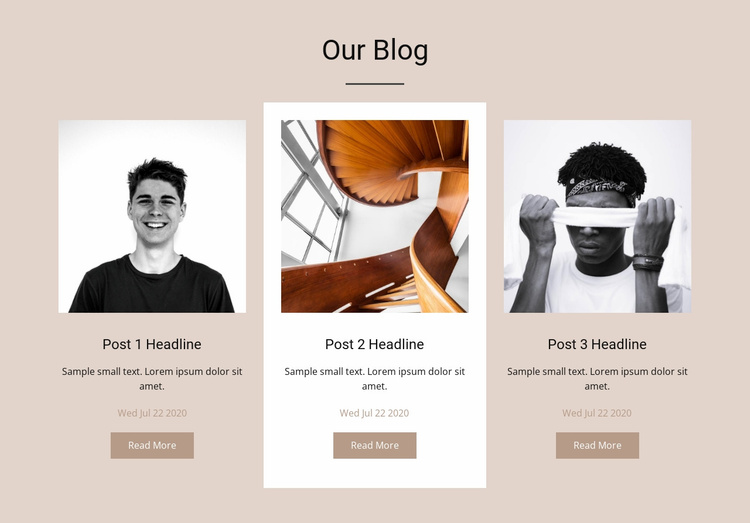 Our Blog
Post 1 Headline
Sample small text. Lorem ipsum dolor sit
amet.
Wed Jul 22 2020
Read More
Post 2 Headline
Sample small text. Lorem ipsum dolor sit
amet.
Wed Jul 22 2020
Read More
Post 3 Headline
Sample small text. Lorem ipsum dolor sit
amet.
Wed Jul 22 2020
Read More